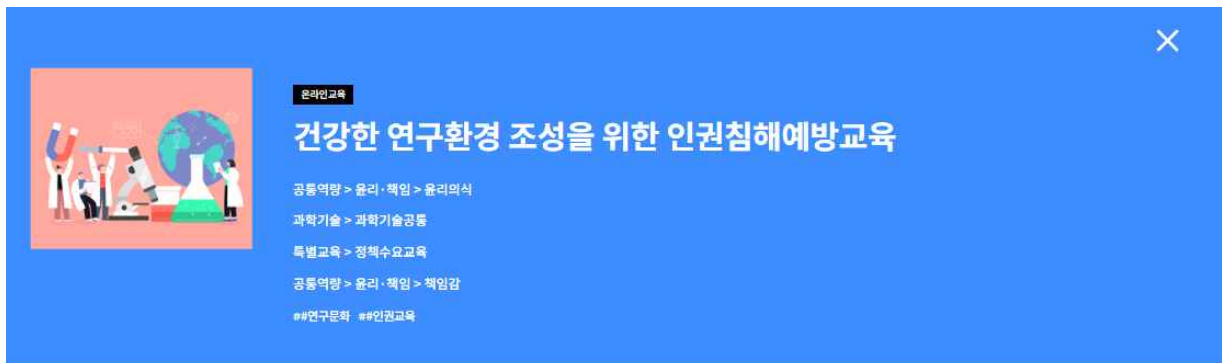 온라인교육
건강한 연구환경 조성을 위한 인권침해예방교육
공통역량 > 윤리·책임 > 윤리의식
과학기술 > 과학기술공통
특별교육 > 정책수요교육
공통역량 > 윤리·책임 > 책임감
##연구문화 ##인권교육